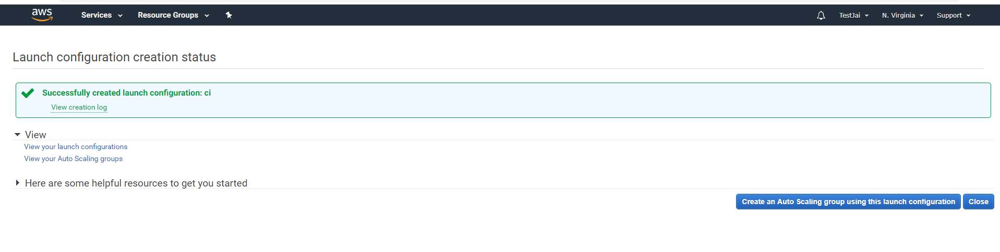 aws Services Resource Groups TestJai N. Virginia Support
Launch configuration creation status
Successfully created launch configuration: ci
View creation log
View
View your launch configurations
View your Auto Scaling groups
Here are some helpful resources to get you started
Create an Auto Scaling group using this launch configuration Close